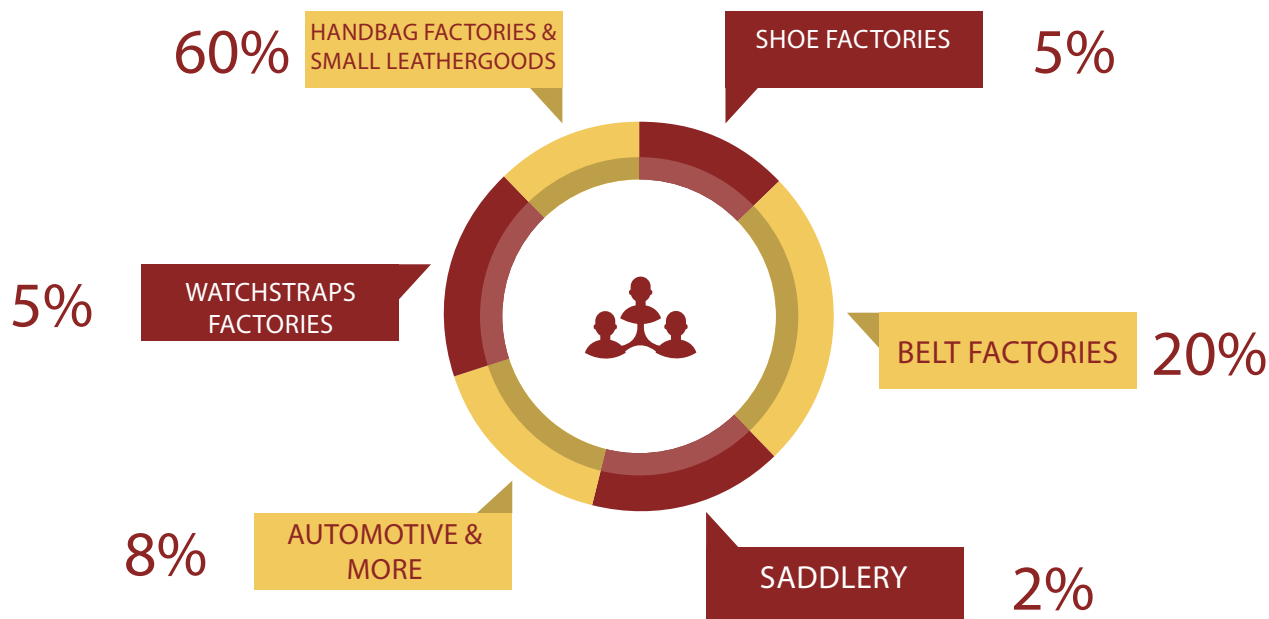 60%
HANDBAG FACTORIES &
SMALL LEATHERGOODS
SHOE FACTORIES
5%
5%
WATCHSTRAPS
FACTORIES
BELT FACTORIES
20%
8%
AUTOMOTIVE &
MORE
SADDLERY
2%